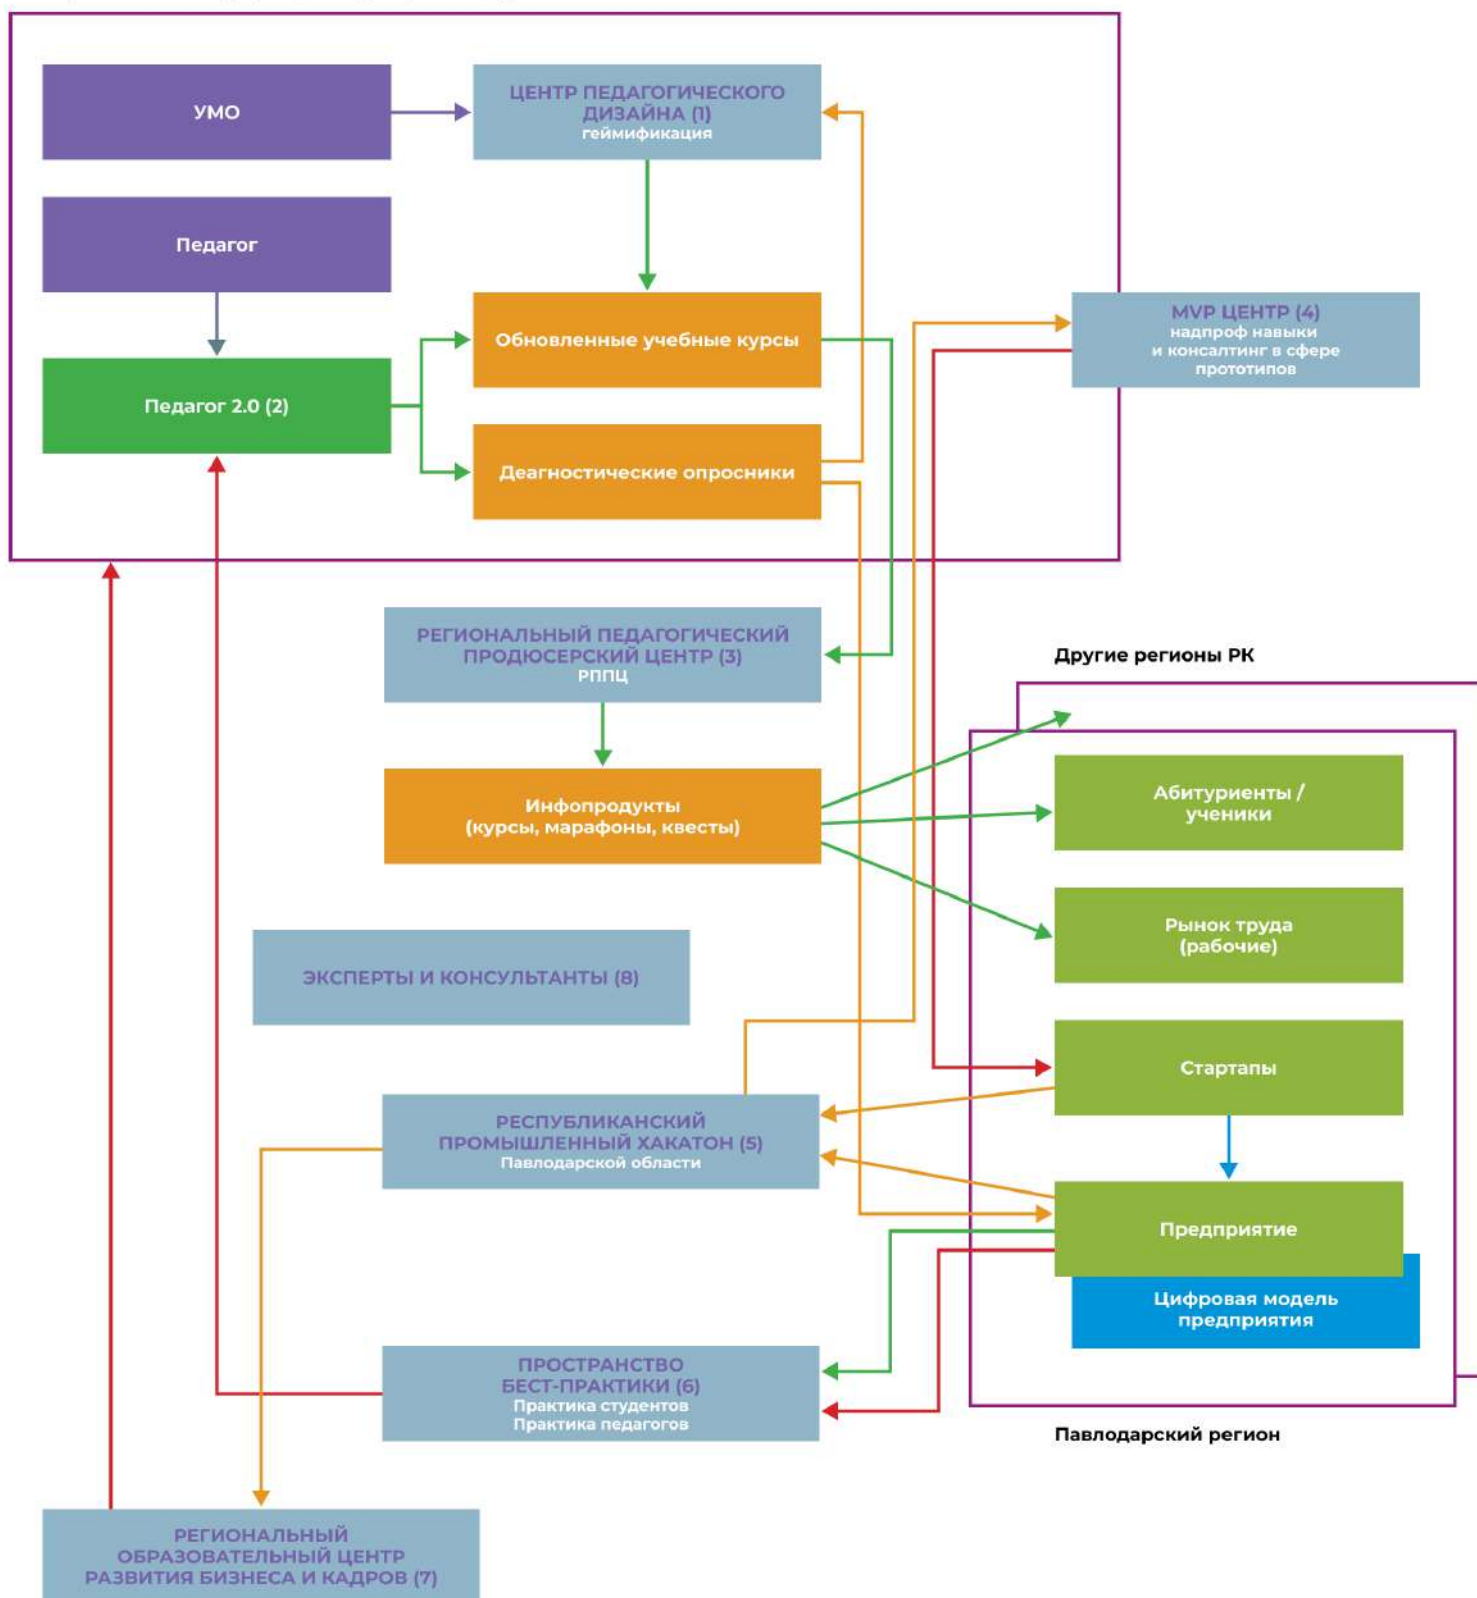 УМО
ЦЕНТР ПЕДАГОГИЧЕСКОГО
ДИЗАЙНА (1)
геймификация
Педагог
Обновленные учебные курсы
MVP ЦЕНТР (4)
надпроф навыки
и консалтинг в сфере
прототипов
Педагог 2.0 (2)
Деагностические опросники
РЕГИОНАЛЬНЫЙ ПЕДАГОГИЧЕСКИЙ
ПРОДЮСЕРСКИЙ ЦЕНТР (3)
РППЦ
Другие регионы РК
Инфопродукты
(курсы, марафоны, квесты)
Абитуриенты /
ученики
Рынок труда
(рабочие)
ЭКСПЕРТЫ И КОНСУЛЬТАНТЫ (8)
Стартапы
РЕСПУБЛИКАНСКИЙ
ПРОМЫШЛЕННЫЙ ХАКАТОН (5)
Павлодарской области
Предприятие
Цифровая модель
предприятия
ПРОСТРАНСТВО
БЕСТ-ПРАКТИКИ (6)
Практика студентов
Практика педагогов
Павлодарский регион
РЕГИОНАЛЬНЫЙ
ОБРАЗОВАТЕЛЬНЫЙ ЦЕНТР
РАЗВИТИЯ БИЗНЕСА И КАДРОВ (7)